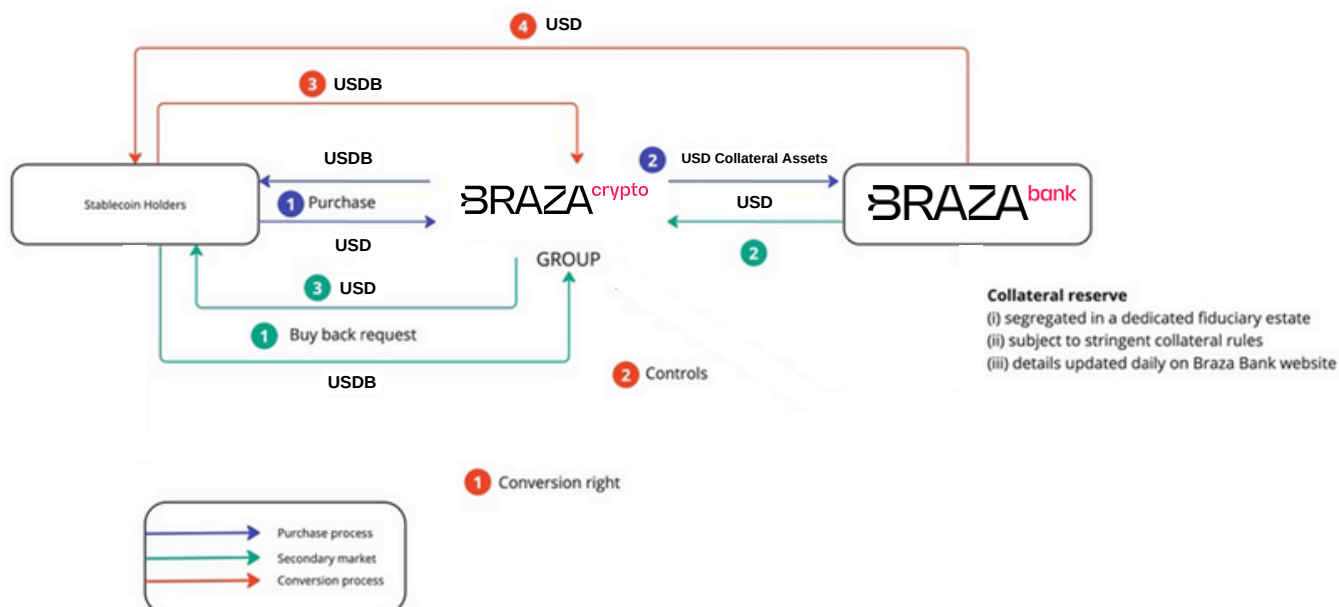 4 USD
3 USDB
USDB
2 USD Collateral Assets
Stablecoin Holders
1 Purchase
BRAZA crypto
USD
BRAZA bank
USD
2
GROUP
3 USD
Collateral reserve
(i) segregated in a dedicated fiduciary estate
1 Buy back request
(ii) subject to stringent collateral rules
(iii) details updated daily on Braza Bank website
USDB
2 Controls
1 Conversion right
Purchase process
Secondary market
Conversion process